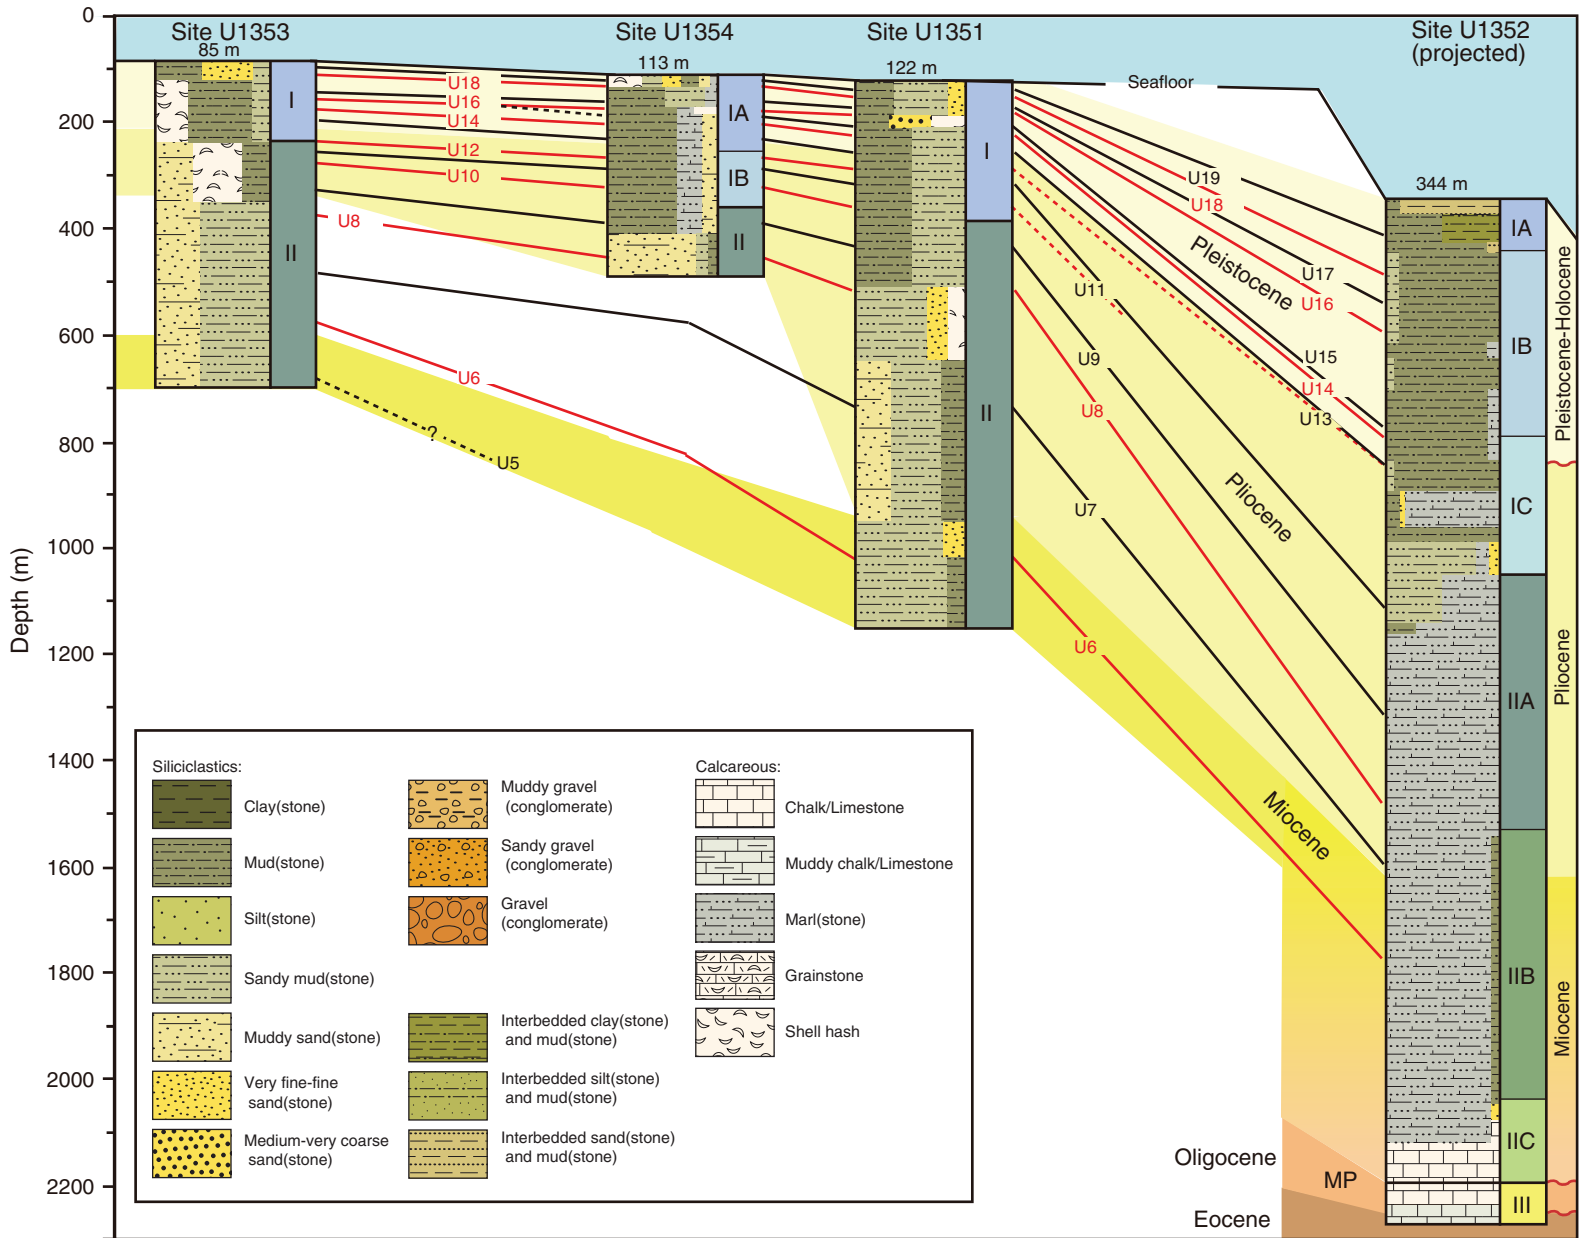 Site U1353
85 m
Site U1354
113 m
Site U1351
122 m
Site U1352
(projected)
344 m
Seafloor
Depth (m)
0
200
400
600
800
1000
1200
1400
1600
1800
2000
2200
I
II
U18
U16
U14
U12
U10
U8
U6
?
U5
IA
IB
II
I
II
U19
U18
U17
U16
U15
U14
U13
U11
U9
U8
U7
U6
Pleistocene
Pliocene
Miocene
Oligocene
MP
Eocene
IA
IB
IC
IIA
IIB
IIC
III
Pleistocene-Holocene
Pliocene
Miocene
Siliciclastics:
Clay(stone)
Mud(stone)
Silt(stone)
Sandy mud(stone)
Muddy sand(stone)
Very fine-fine
sand(stone)
Medium-very coarse
sand(stone)
Muddy gravel
(conglomerate)
Sandy gravel
(conglomerate)
Gravel
(conglomerate)
Interbedded clay(stone)
and mud(stone)
Interbedded silt(stone)
and mud(stone)
Interbedded sand(stone)
and mud(stone)
Calcareous:
Chalk/Limestone
Muddy chalk/Limestone
Marl(stone)
Grainstone
Shell hash